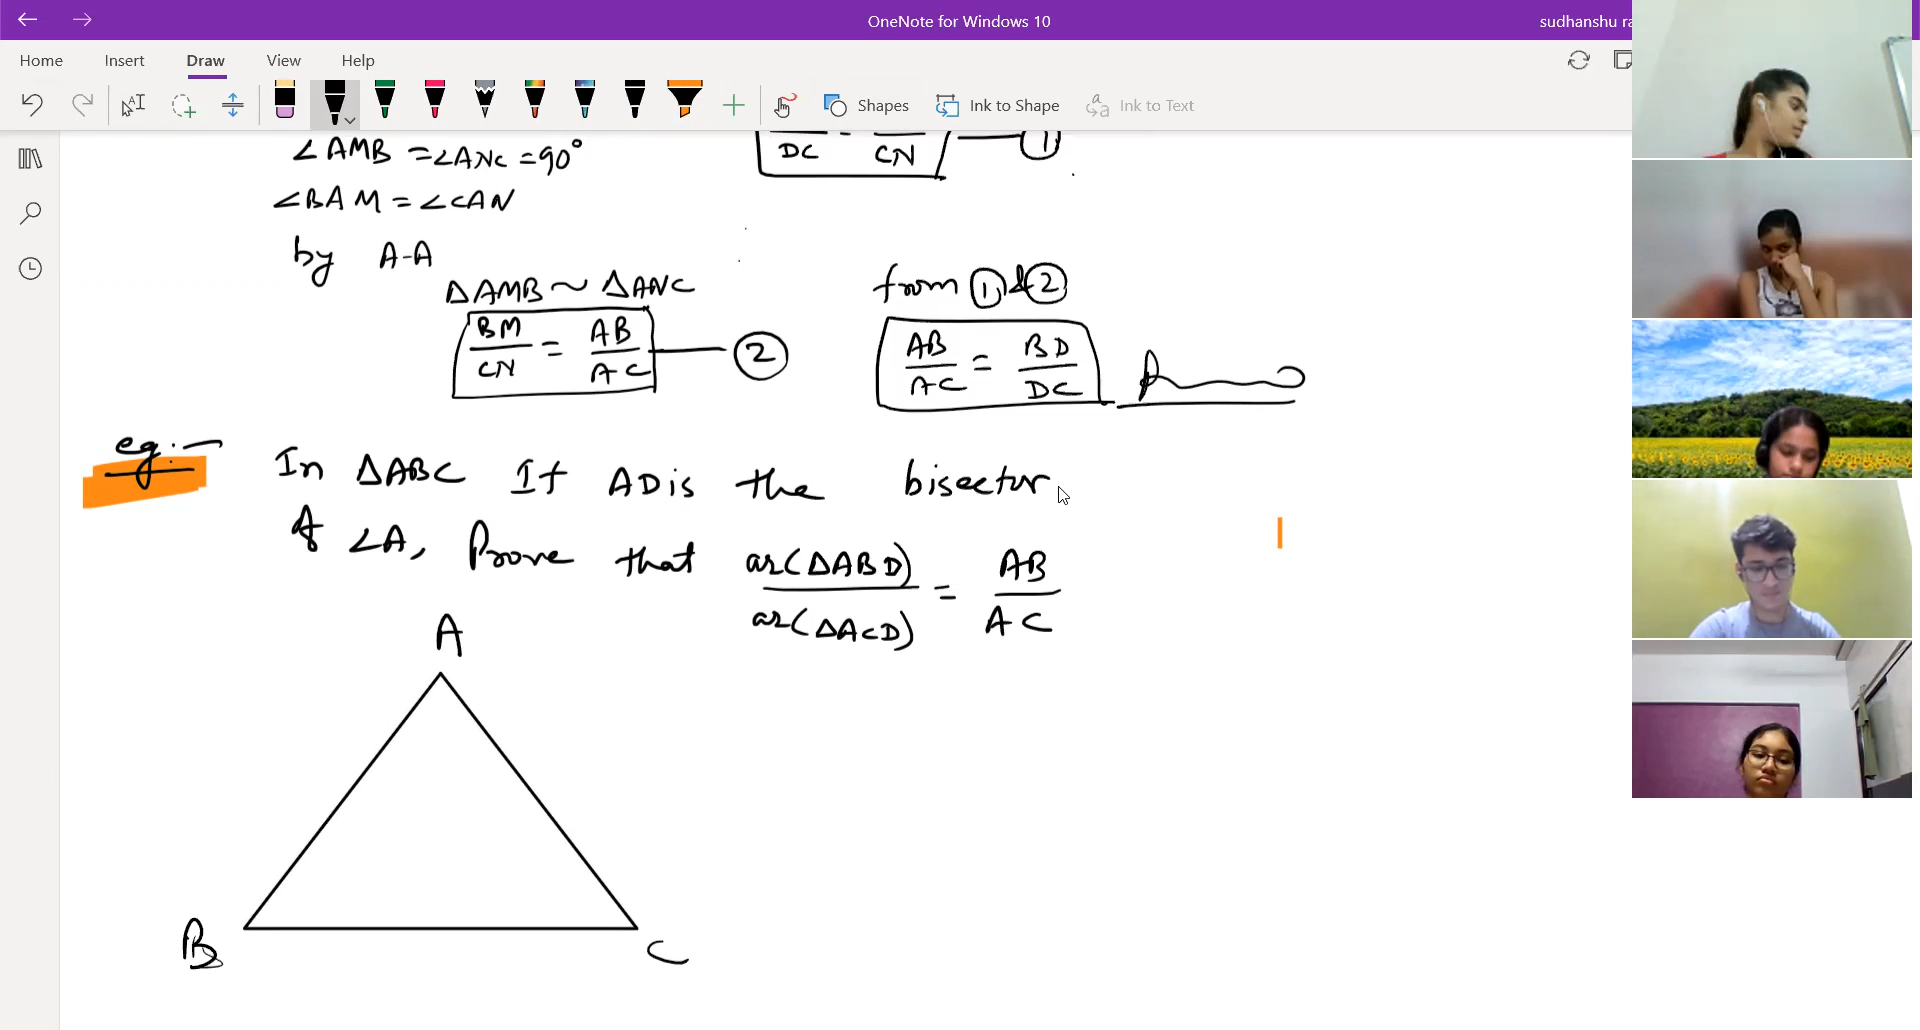 OneNote for Windows 10
sudhanshu ra
Home Insert Draw View Help
Shapes Ink to Shape Ink to Text
∠AMB = ∠ANC = 90°
DC = CN 1
∠BAM = ∠CAN
by A-A
ΔAMB ~ ΔANC
BM/CN = AB/AC 2
from 1 & 2
AB/AC = BD/DC
eg:-
In ΔABC If AD is the bisector
of ∠A, Prove that ar(ΔABD)/ar(ΔACD) = AB/AC
A
B C